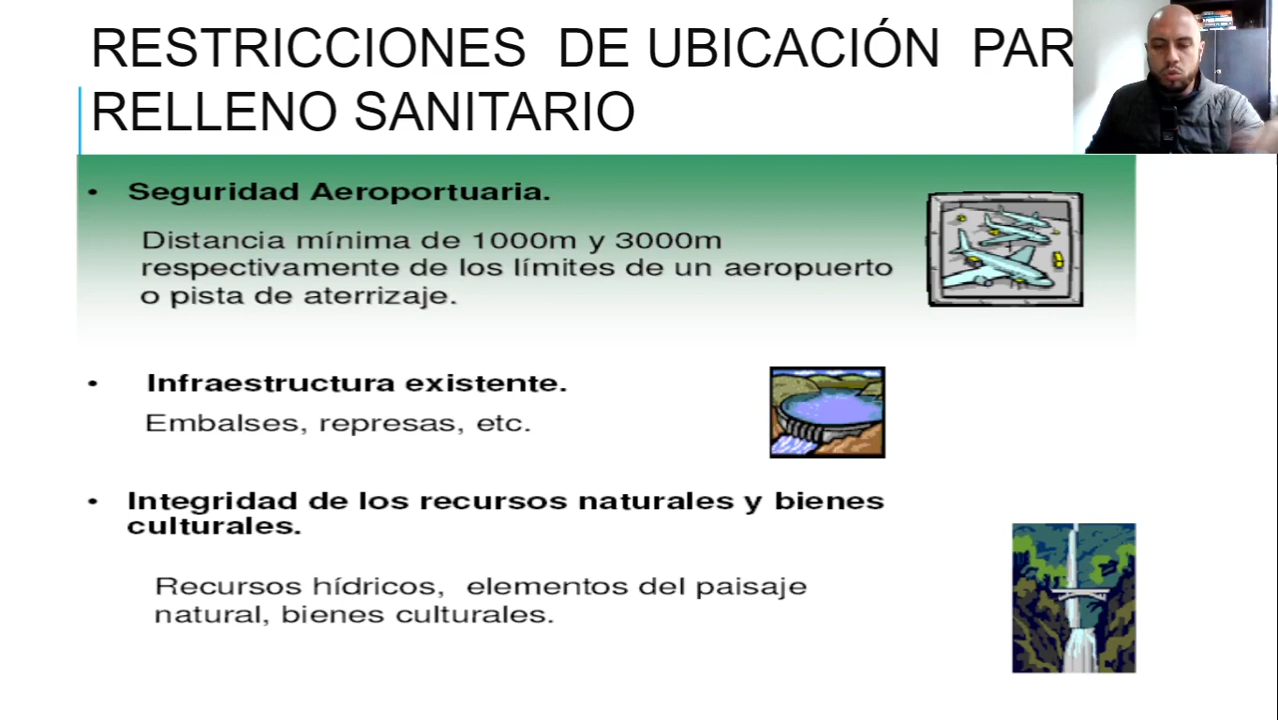 RESTRICCIONES DE UBICACIÓN PAR
RELLENO SANITARIO
• Seguridad Aeroportuaria.
Distancia mínima de 1000m y 3000m
respectivamente de los límites de un aeropuerto
o pista de aterrizaje.
• Infraestructura existente.
Embalses, represas, etc.
• Integridad de los recursos naturales y bienes
culturales.
Recursos hídricos, elementos del paisaje
natural, bienes culturales.